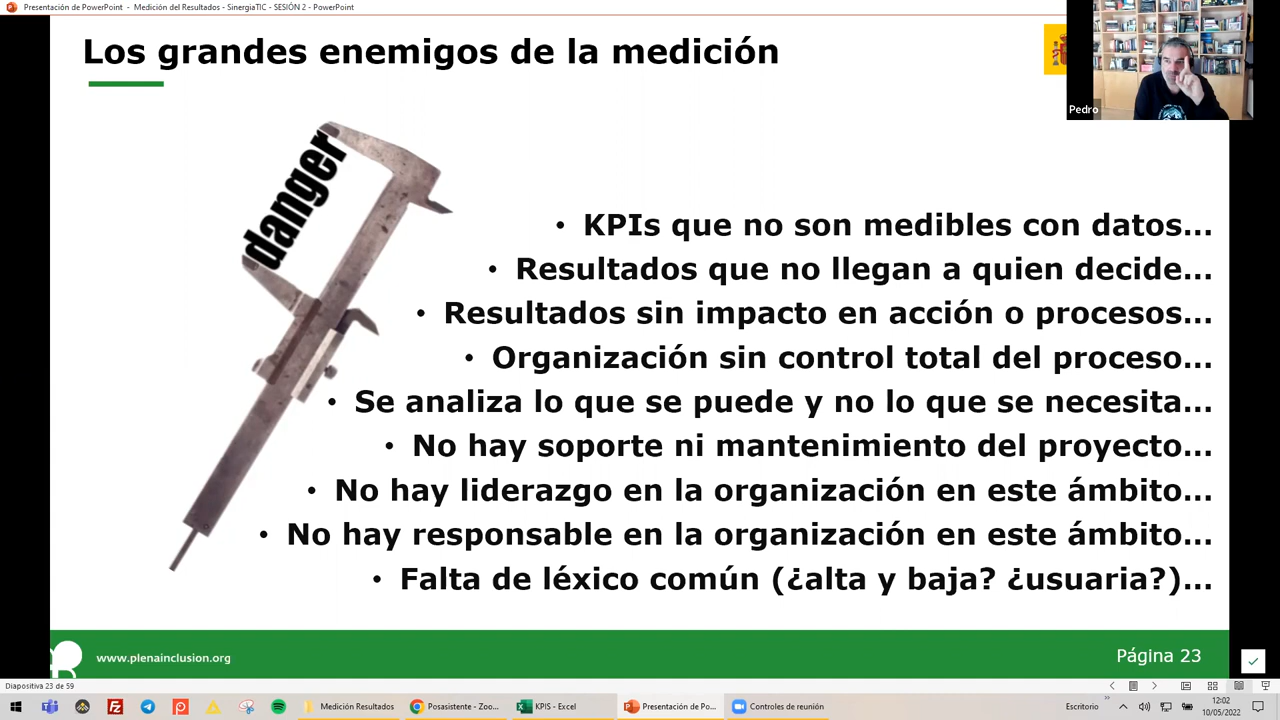 Presentación de PowerPoint - Medición del Resultados - SinergiaTIC - SESIÓN 2 - PowerPoint
Los grandes enemigos de la medición
Pedro
danger
• KPIs que no son medibles con datos...
• Resultados que no llegan a quien decide...
• Resultados sin impacto en acción o procesos...
• Organización sin control total del proceso...
• Se analiza lo que se puede y no lo que se necesita...
• No hay soporte ni mantenimiento del proyecto...
• No hay liderazgo en la organización en este ámbito...
• No hay responsable en la organización en este ámbito...
• Falta de léxico común (¿alta y baja? ¿usuaria?)...
www.plenainclusion.org
Página 23
Diapositiva 23 de 59
Medición Resultados
Posasistente - Zoo...
KPIS - Excel
Presentación de Po...
Controles de reunión
Escritorio
12:02
10/05/2022